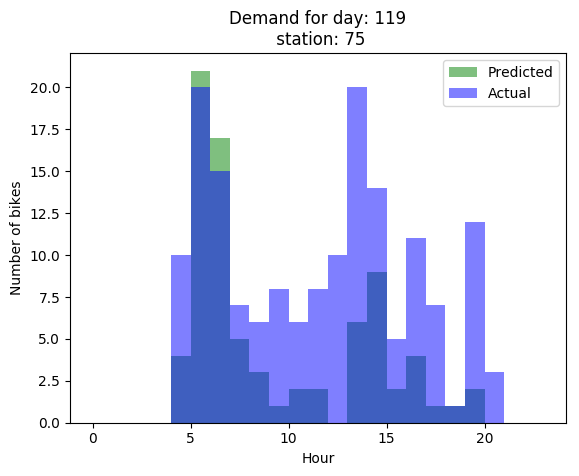 Demand for day: 119
station: 75
Predicted
Actual
Number of bikes
20.0
17.5
15.0
12.5
10.0
7.5
5.0
2.5
0.0
0 5 10 15 20
Hour